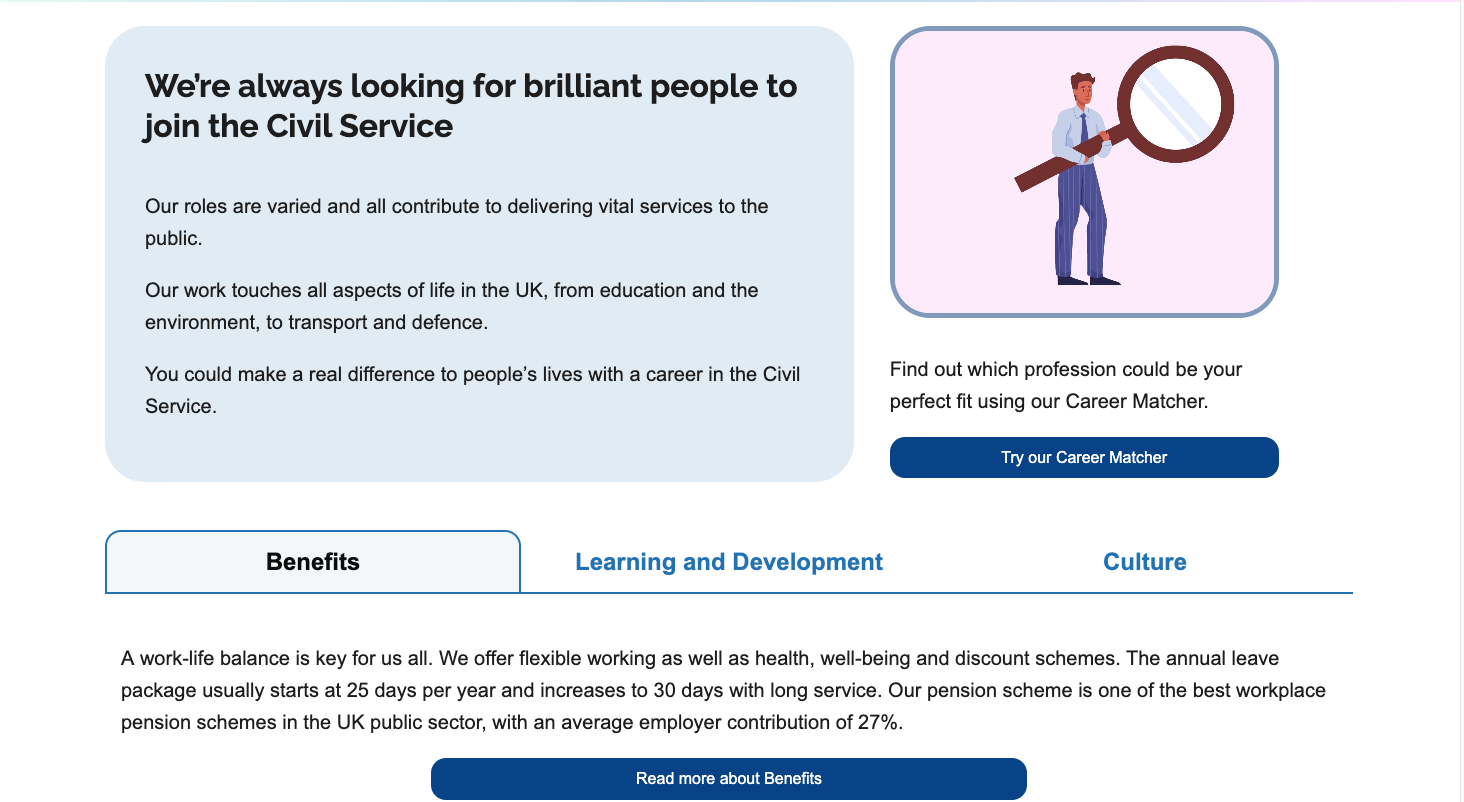 We’re always looking for brilliant people to
join the Civil Service
Our roles are varied and all contribute to delivering vital services to the
public.
Our work touches all aspects of life in the UK, from education and the
environment, to transport and defence.
You could make a real difference to people’s lives with a career in the Civil
Service.
Find out which profession could be your
perfect fit using our Career Matcher.
Try our Career Matcher
Benefits
Learning and Development
Culture
A work-life balance is key for us all. We offer flexible working as well as health, well-being and discount schemes. The annual leave
package usually starts at 25 days per year and increases to 30 days with long service. Our pension scheme is one of the best workplace
pension schemes in the UK public sector, with an average employer contribution of 27%.
Read more about Benefits